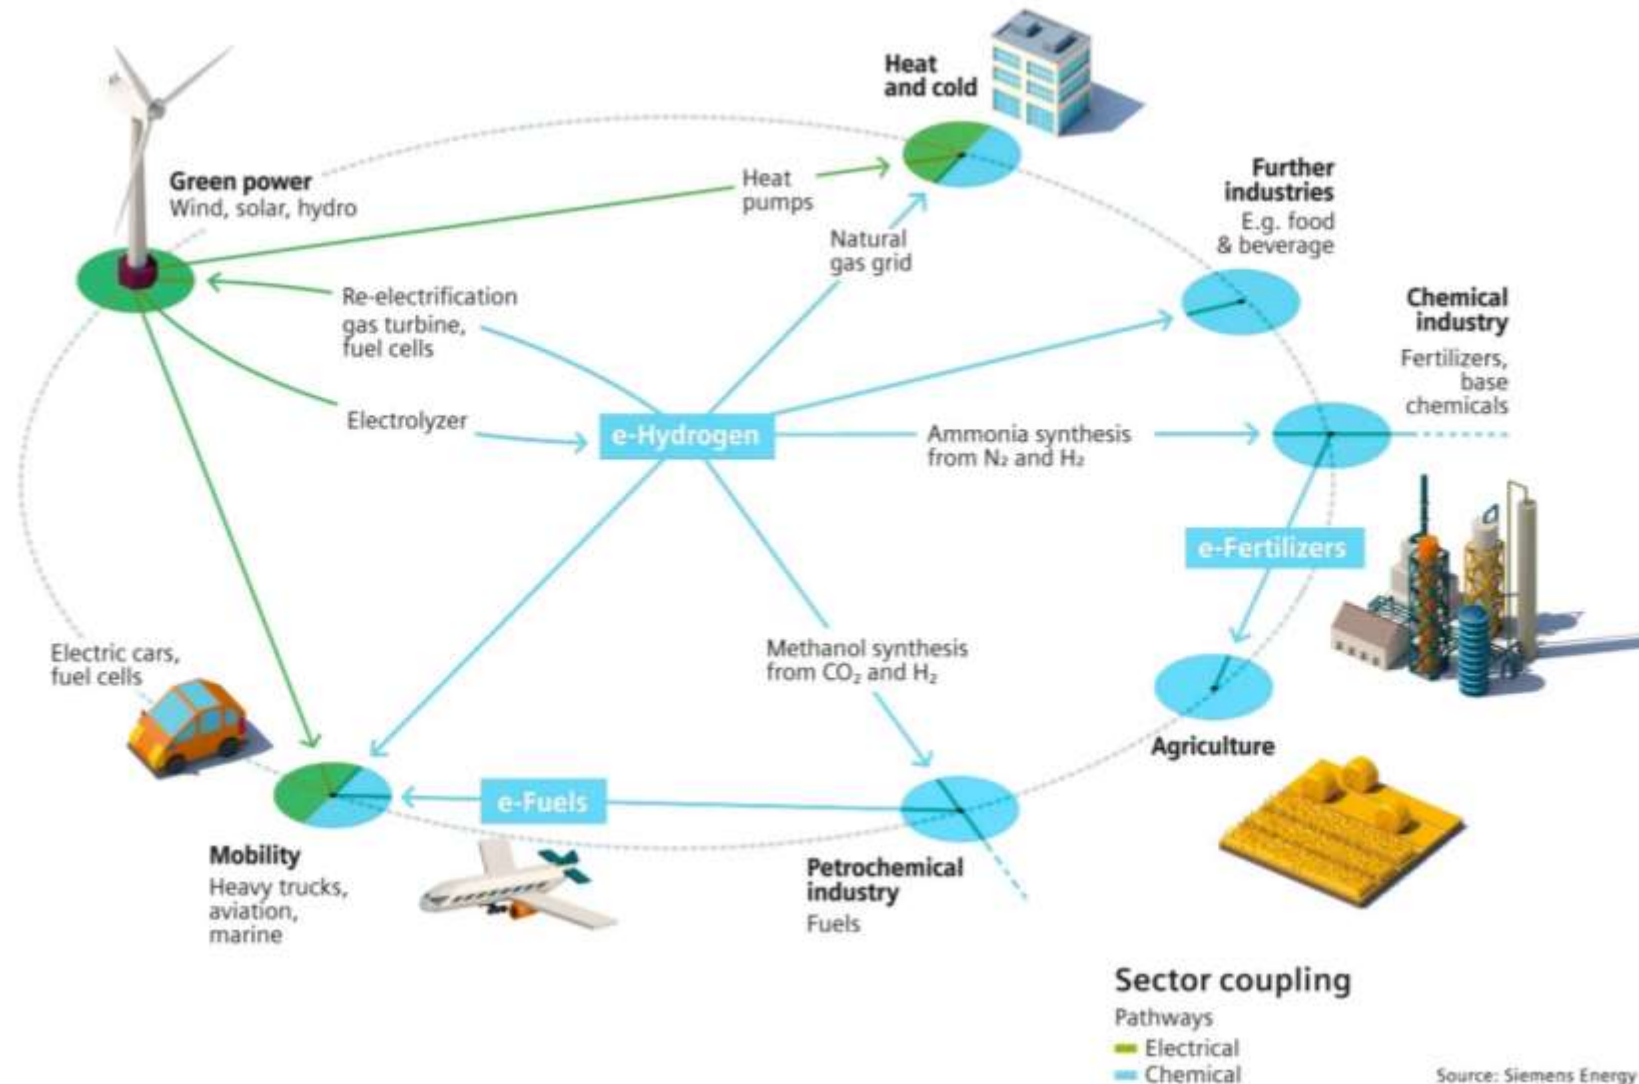 Heat
and cold
Green power
Wind, solar, hydro
Heat
pumps
Further
industries
E.g. food
& beverage
Natural
gas grid
Re-electrification
gas turbine,
fuel cells
Chemical
industry
Fertilizers,
base
chemicals
Electrolyzer
e-Hydrogen
Ammonia synthesis
from N₂ and H₂
e-Fertilizers
Electric cars,
fuel cells
Methanol synthesis
from CO₂ and H₂
Agriculture
e-Fuels
Mobility
Heavy trucks,
aviation,
marine
Petrochemical
industry
Fuels
Sector coupling
Pathways
Electrical
Chemical
Source: Siemens Energy